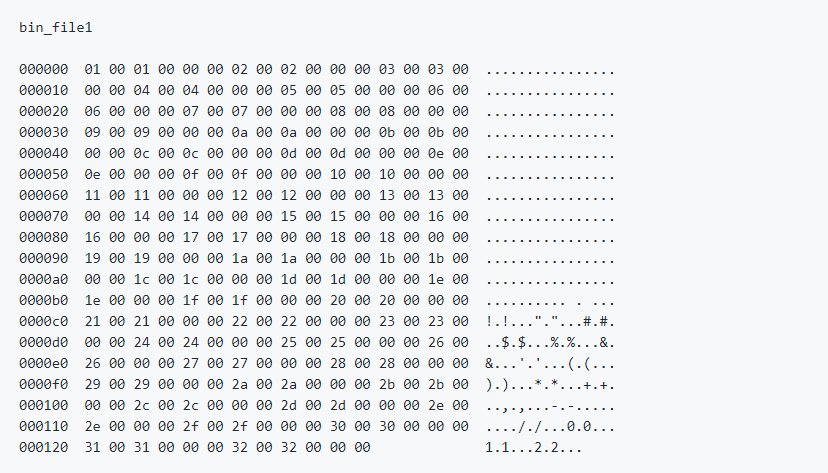 bin_file1
000000  01 00 01 00 00 00 02 00 02 00 00 00 03 00 03 00  ................
000010  00 00 04 00 04 00 00 00 05 00 05 00 00 00 06 00  ................
000020  06 00 00 00 07 00 07 00 00 00 08 00 08 00 00 00  ................
000030  09 00 09 00 00 00 0a 00 0a 00 00 00 0b 00 0b 00  ................
000040  00 00 0c 00 0c 00 00 00 0d 00 0d 00 00 00 0e 00  ................
000050  0e 00 00 00 0f 00 0f 00 00 00 10 00 10 00 00 00  ................
000060  11 00 11 00 00 00 12 00 12 00 00 00 13 00 13 00  ................
000070  00 00 14 00 14 00 00 00 15 00 15 00 00 00 16 00  ................
000080  16 00 00 00 17 00 17 00 00 00 18 00 18 00 00 00  ................
000090  19 00 19 00 00 00 1a 00 1a 00 00 00 1b 00 1b 00  ................
0000a0  00 00 1c 00 1c 00 00 00 1d 00 1d 00 00 00 1e 00  ................
0000b0  1e 00 00 00 1f 00 1f 00 00 00 20 00 20 00 00 00  .......... . ...
0000c0  21 00 21 00 00 00 22 00 22 00 00 00 23 00 23 00  !.!..."."...#.#.
0000d0  00 00 24 00 24 00 00 00 25 00 25 00 00 00 26 00  ..$.$...%.%...&.
0000e0  26 00 00 00 27 00 27 00 00 00 28 00 28 00 00 00  &...'.'...(.(...
0000f0  29 00 29 00 00 00 2a 00 2a 00 00 00 2b 00 2b 00  ).)...*.*...+.+.
000100  00 00 2c 00 2c 00 00 00 2d 00 2d 00 00 00 2e 00  ..,.,...-.-.....
000110  2e 00 00 00 2f 00 2f 00 00 00 30 00 30 00 00 00  ...././...0.0...
000120  31 00 31 00 00 00 32 00 32 00 00 00  1.1...2.2...